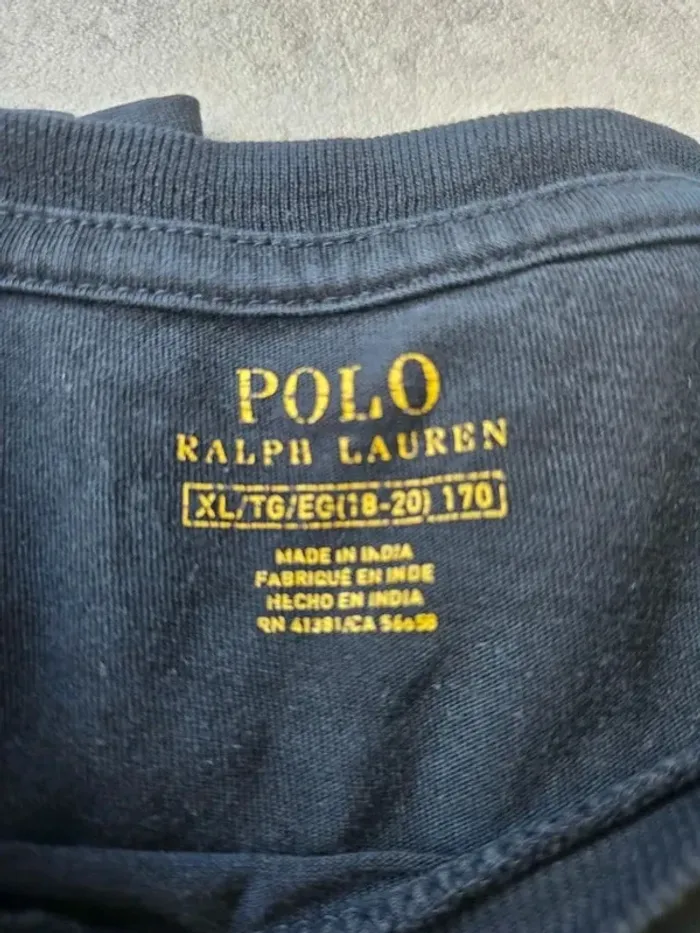 POLO
RALPH LAUREN
XL/TG/EG(18-20) 170
MADE IN INDIA
FABRIQUÉ EN INDE
HECHO EN INDIA
RN 41381/CA